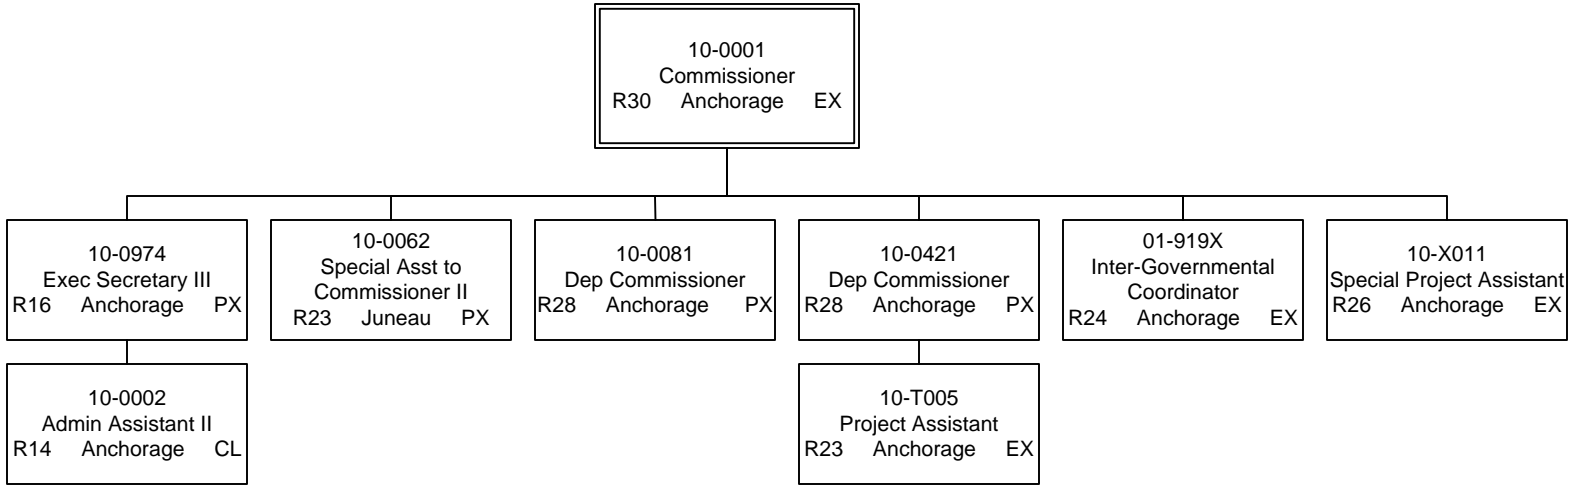 10-0001
Commissioner
R30 Anchorage EX
10-0974
Exec Secretary III
R16 Anchorage PX
10-0062
Special Asst to
Commissioner II
R23 Juneau PX
10-0081
Dep Commissioner
R28 Anchorage PX
10-0421
Dep Commissioner
R28 Anchorage PX
01-919X
Inter-Governmental
Coordinator
R24 Anchorage EX
10-X011
Special Project Assistant
R26 Anchorage EX
10-0002
Admin Assistant II
R14 Anchorage CL
10-T005
Project Assistant
R23 Anchorage EX